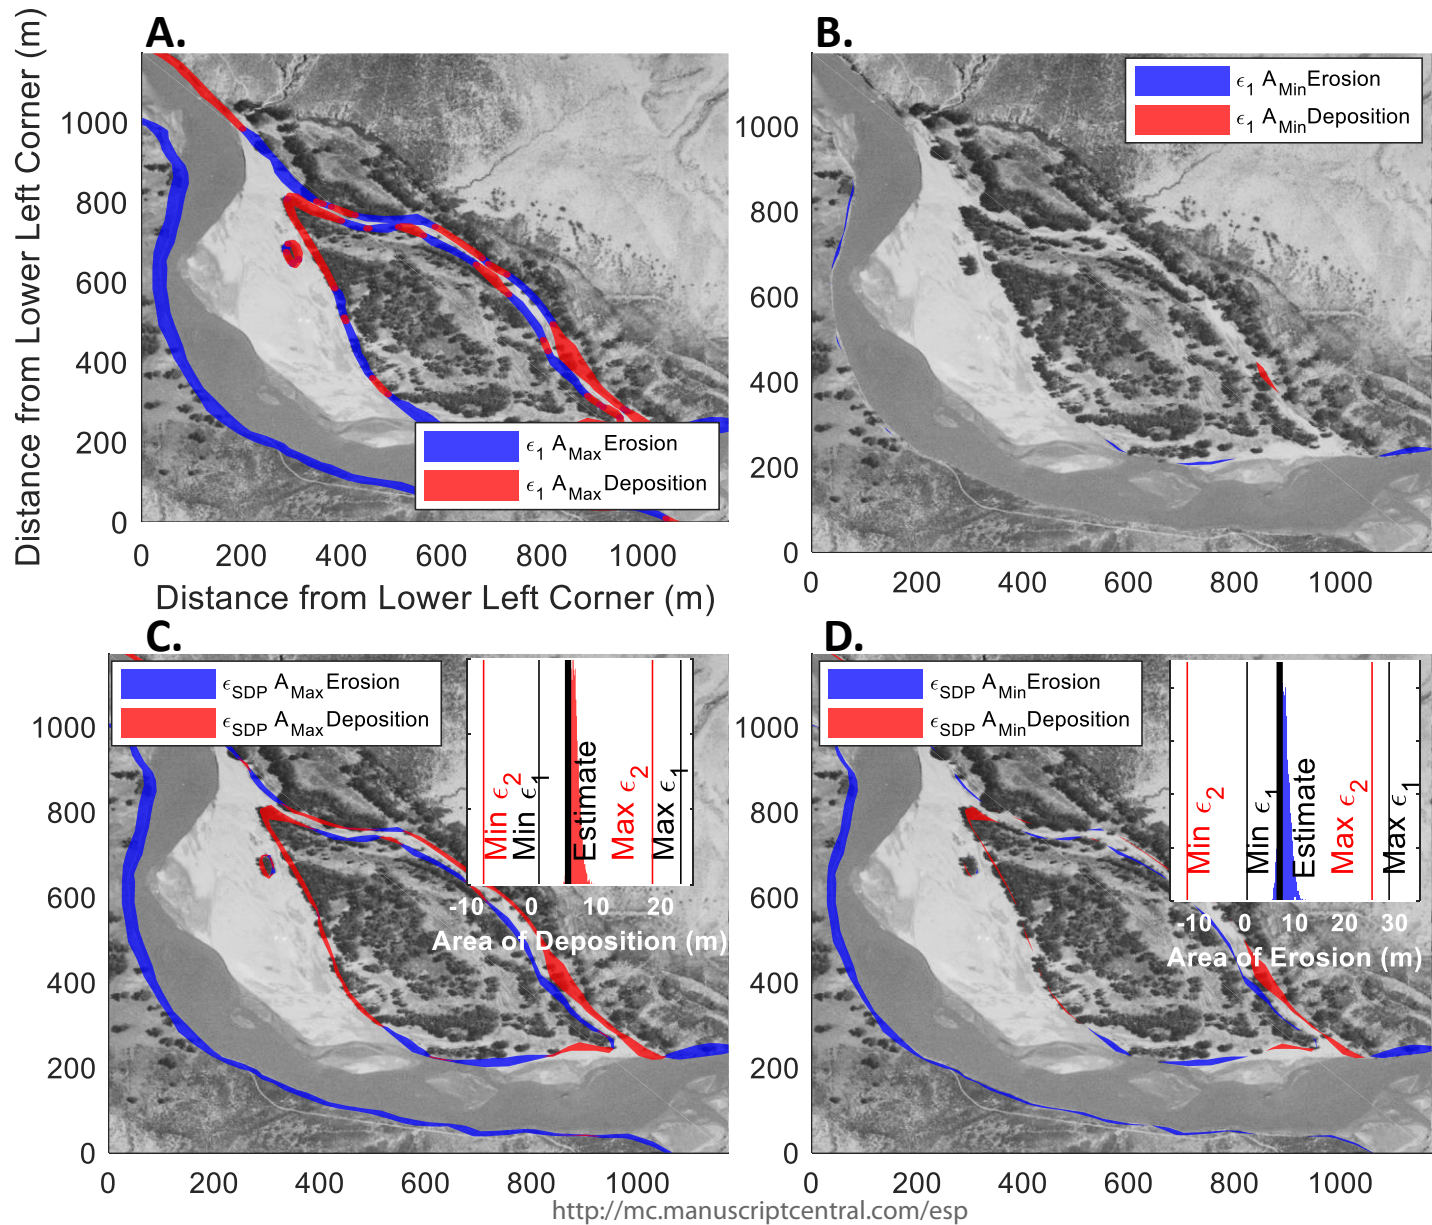 A.
B.
Distance from Lower Left Corner (m)
1000
800
600
400
200
0
0 200 400 600 800 1000
Distance from Lower Left Corner (m)
ϵ1 AMax Erosion
ϵ1 AMax Deposition
1000
800
600
400
200
0
0 200 400 600 800 1000
ϵ1 AMin Erosion
ϵ1 AMin Deposition
C.
D.
ϵSDP AMax Erosion
ϵSDP AMax Deposition
1000
800
600
400
200
0
0 200 400 600 800 1000
Min ϵ2
Min ϵ1
Estimate
Max ϵ2
Max ϵ1
-10 0 10 20
Area of Deposition (m)
ϵSDP AMin Erosion
ϵSDP AMin Deposition
1000
800
600
400
200
0
0 200 400 600 800 1000
Min ϵ2
Min ϵ1
Estimate
Max ϵ2
Max ϵ1
-10 0 10 20 30
Area of Erosion (m)
http://mc.manuscriptcentral.com/esp